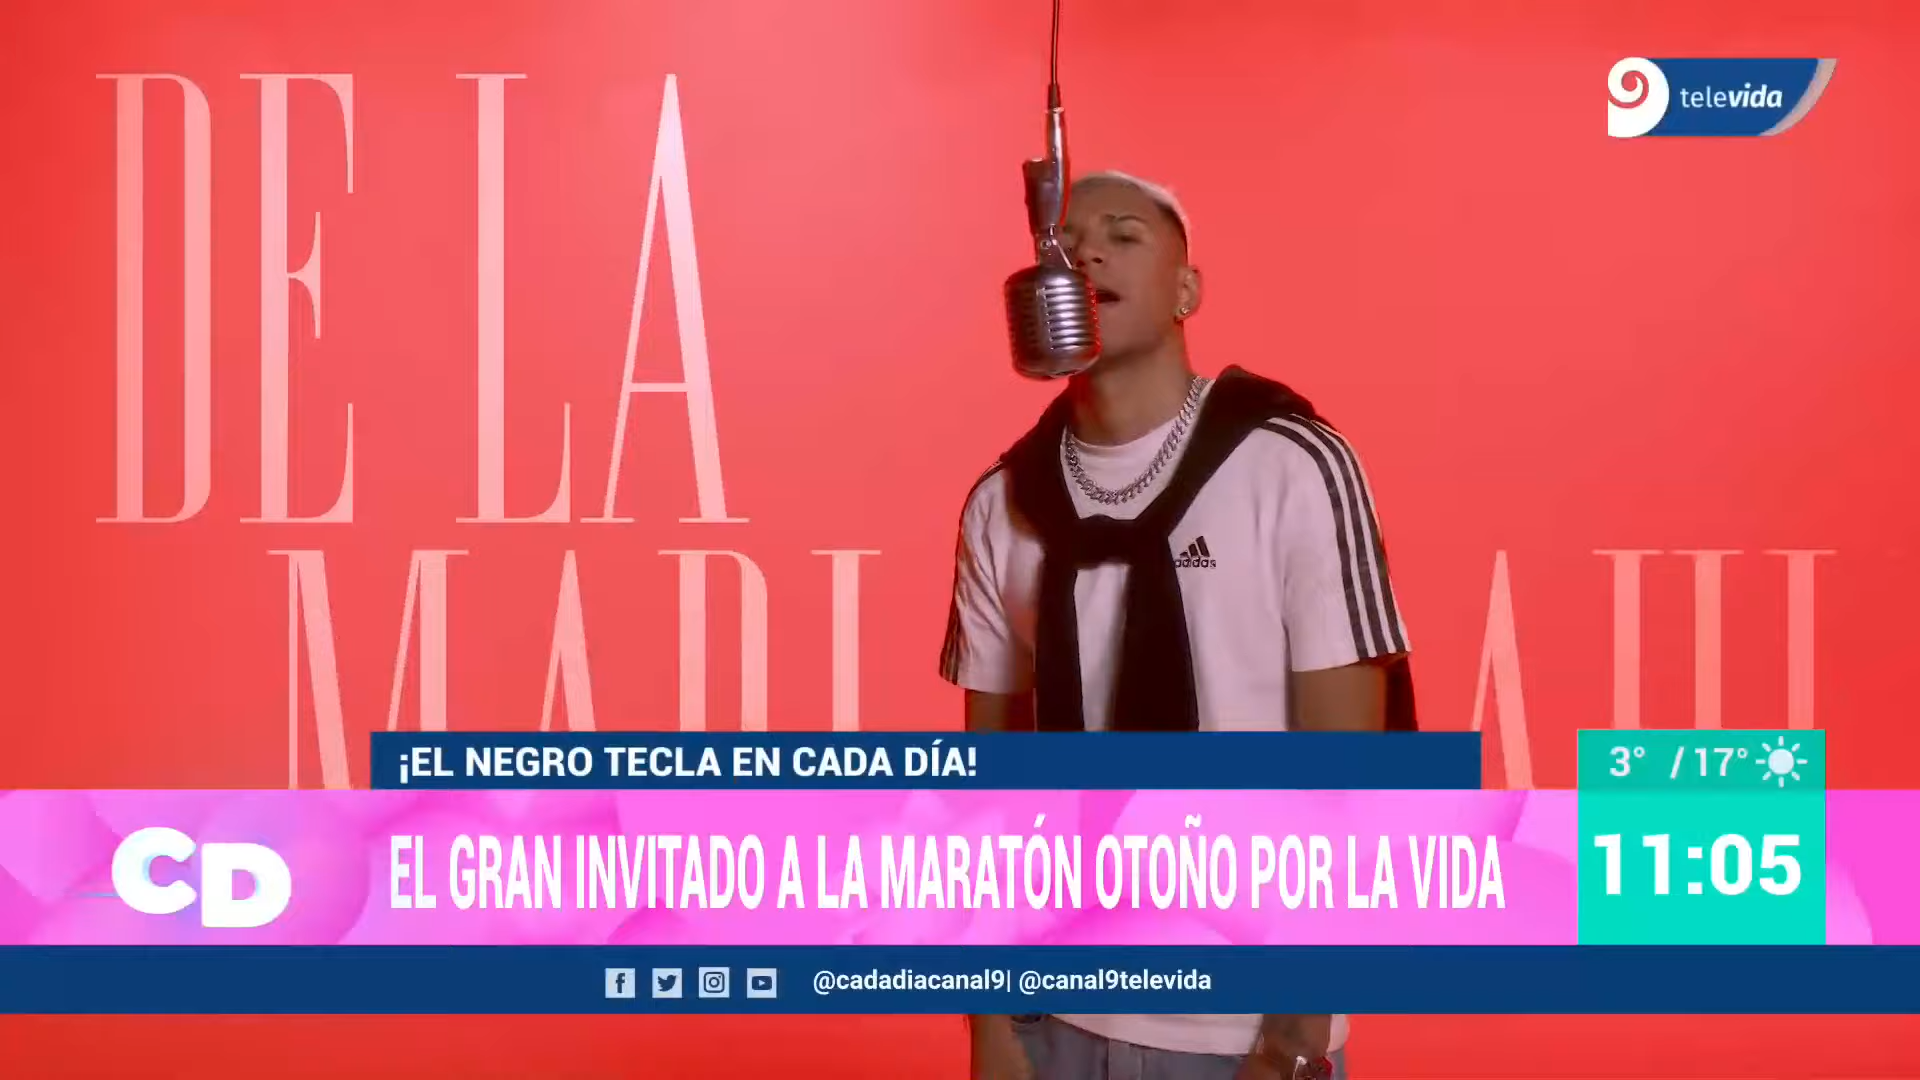 DE LA
9 televida
adidas
¡EL NEGRO TECLA EN CADA DÍA!
3° / 17°
CD
EL GRAN INVITADO A LA MARATÓN OTOÑO POR LA VIDA
11:05
@cadadiacanal9| @canal9televida